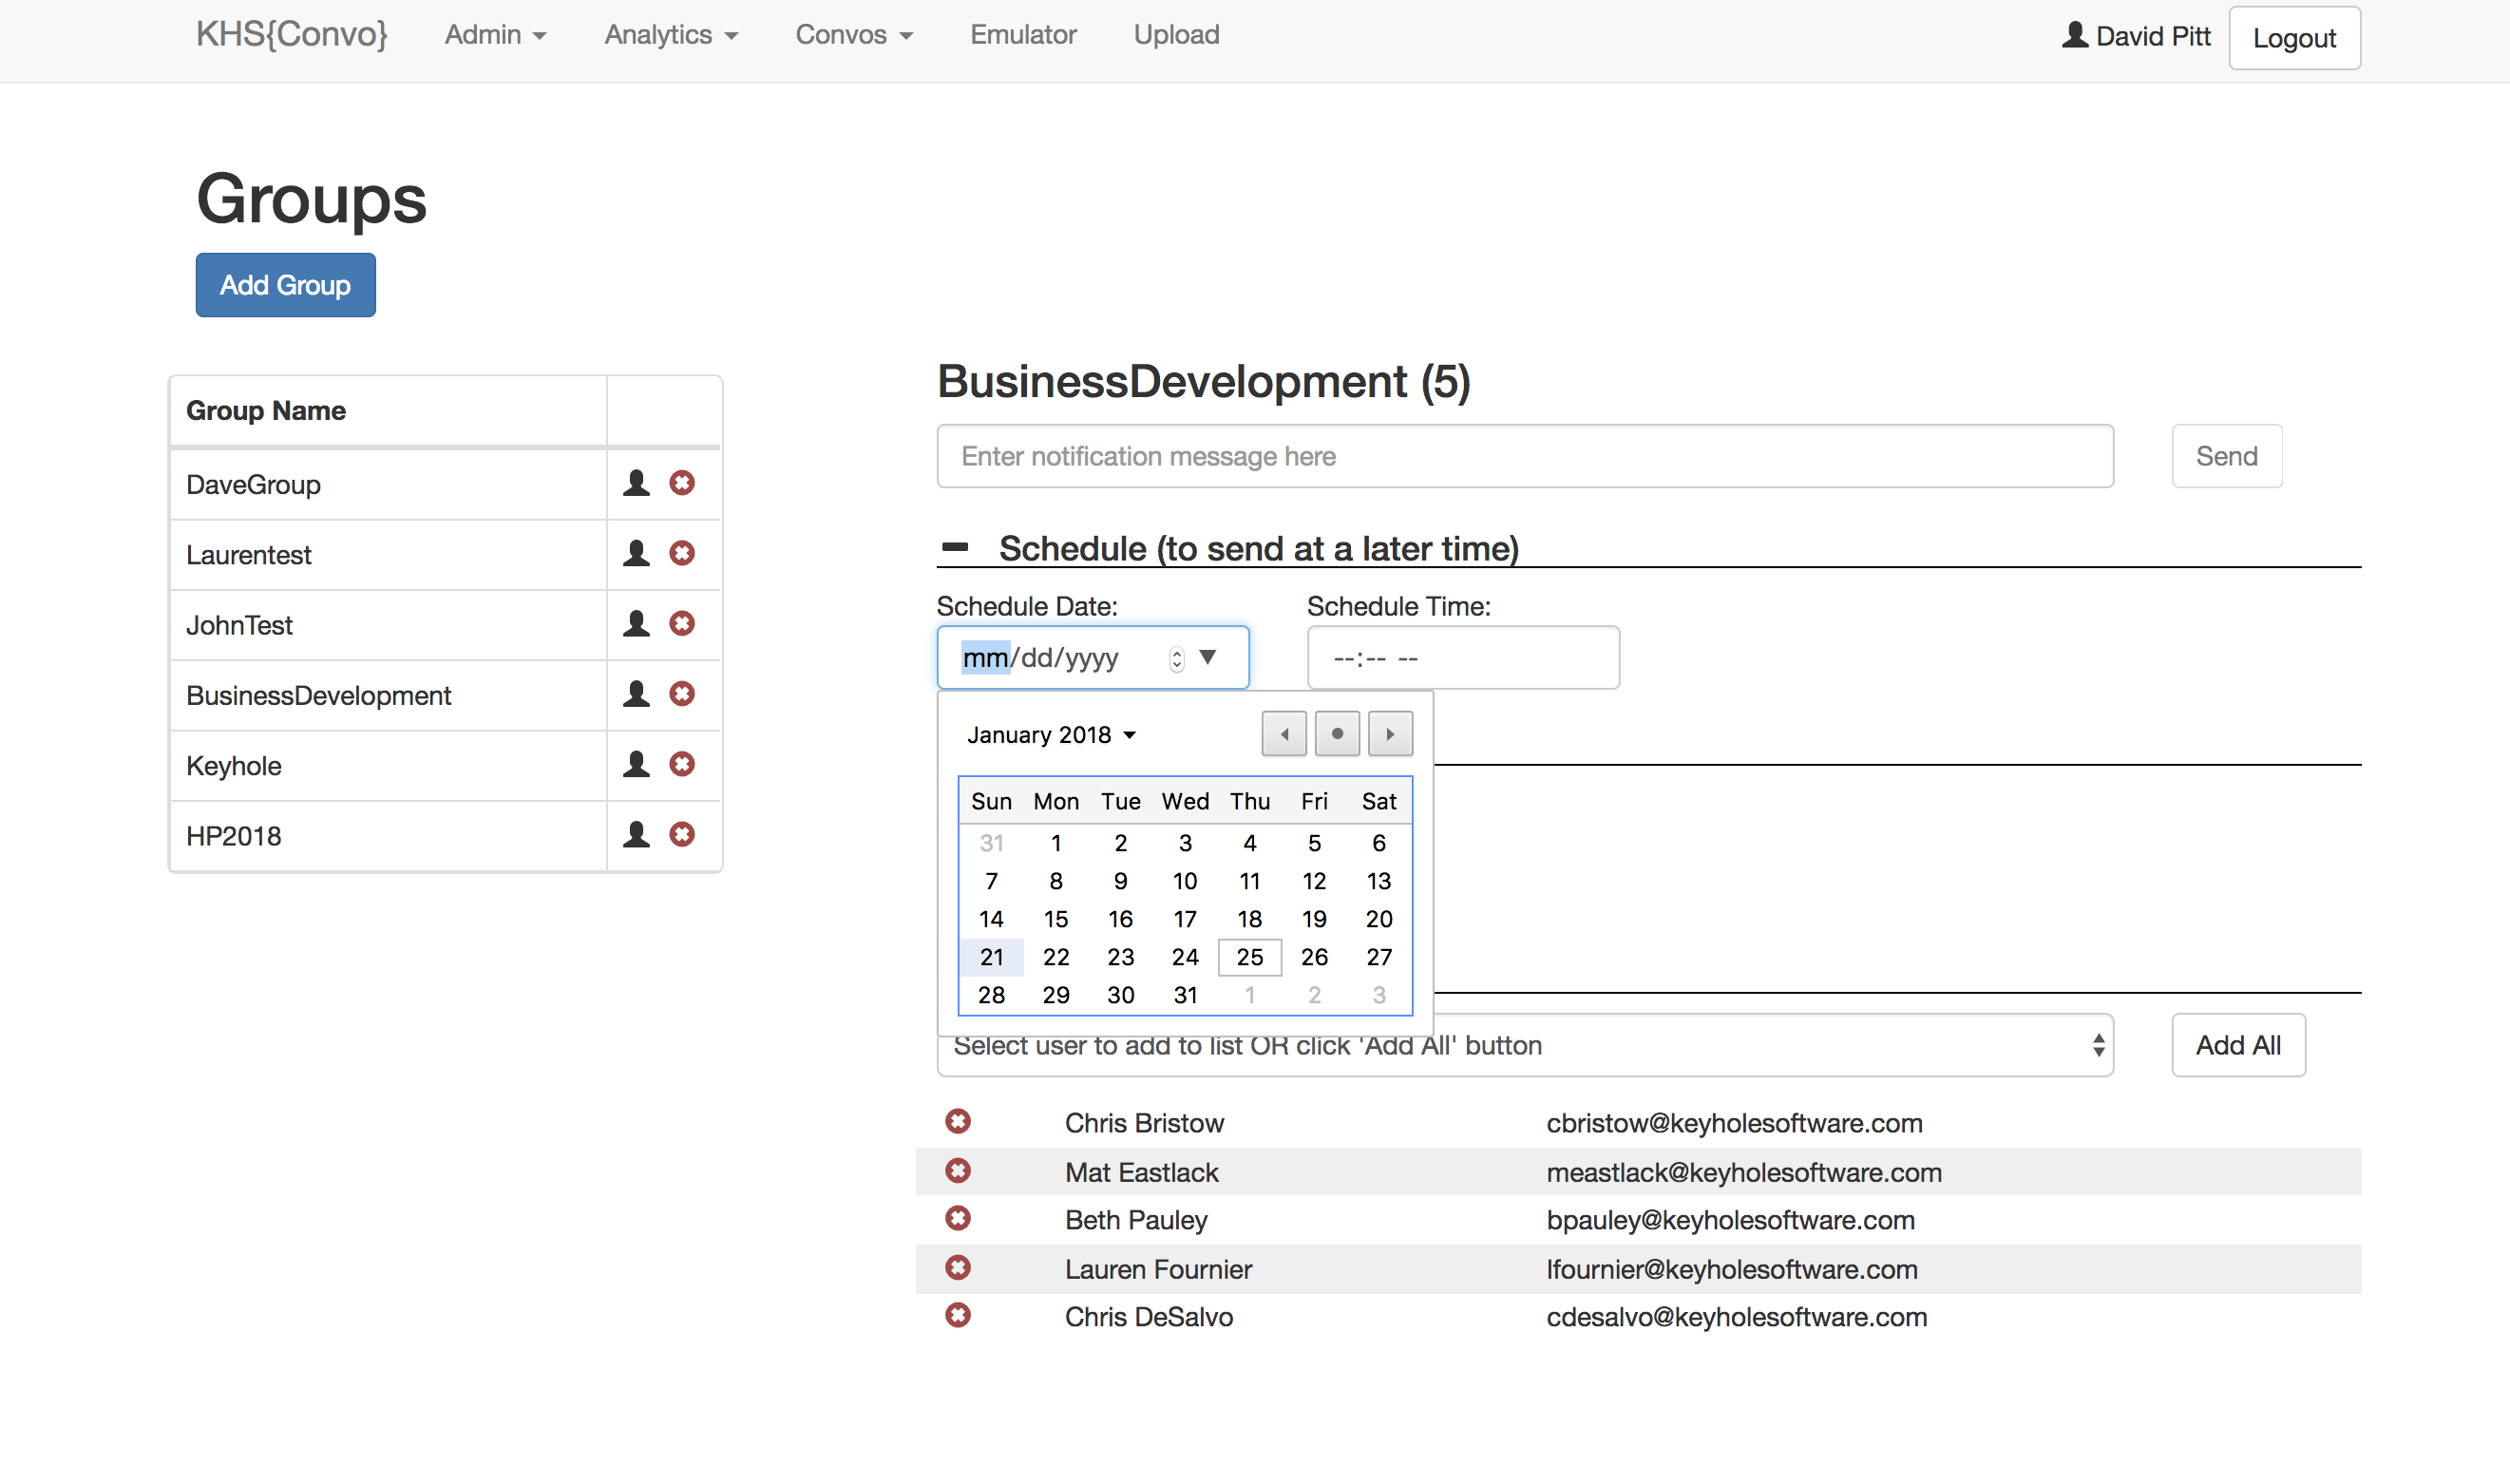 KHS{Convo} Admin Analytics Convos Emulator Upload David Pitt Logout
Groups
Add Group
Group Name
DaveGroup
Laurentest
JohnTest
BusinessDevelopment
Keyhole
HP2018
BusinessDevelopment (5)
Enter notification message here Send
Schedule (to send at a later time)
Schedule Date: Schedule Time:
mm/dd/yyyy --:-- --
January 2018
Sun Mon Tue Wed Thu Fri Sat
31 1 2 3 4 5 6
7 8 9 10 11 12 13
14 15 16 17 18 19 20
21 22 23 24 25 26 27
28 29 30 31 1 2 3
Select user to add to list OR click 'Add All' button Add All
Chris Bristow cbristow@keyholesoftware.com
Mat Eastlack meastlack@keyholesoftware.com
Beth Pauley bpauley@keyholesoftware.com
Lauren Fournier lfournier@keyholesoftware.com
Chris DeSalvo cdesalvo@keyholesoftware.com